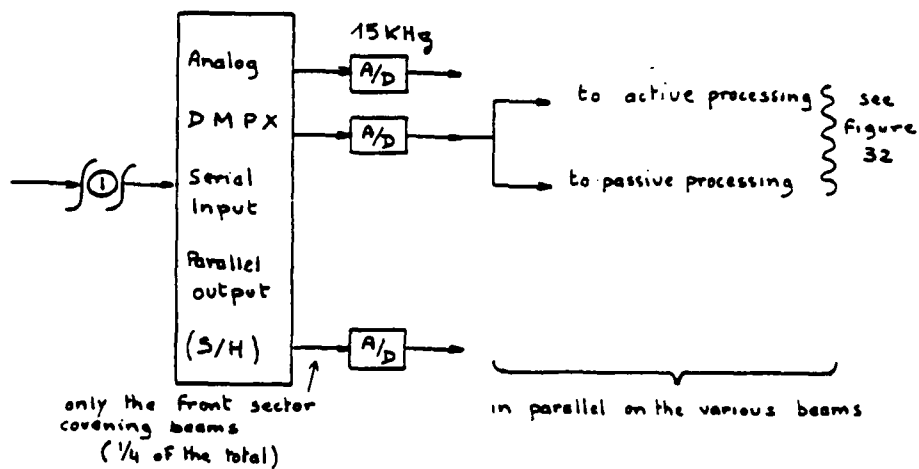 15KHz
Analog
DMPX
Serial
Input
Parallel
output
(S/H)
A/D
A/D
A/D
1
to active processing
to passive processing
see
figure
32
only the front sector
covening beams
(1/4 of the total)
in parallel on the various beams